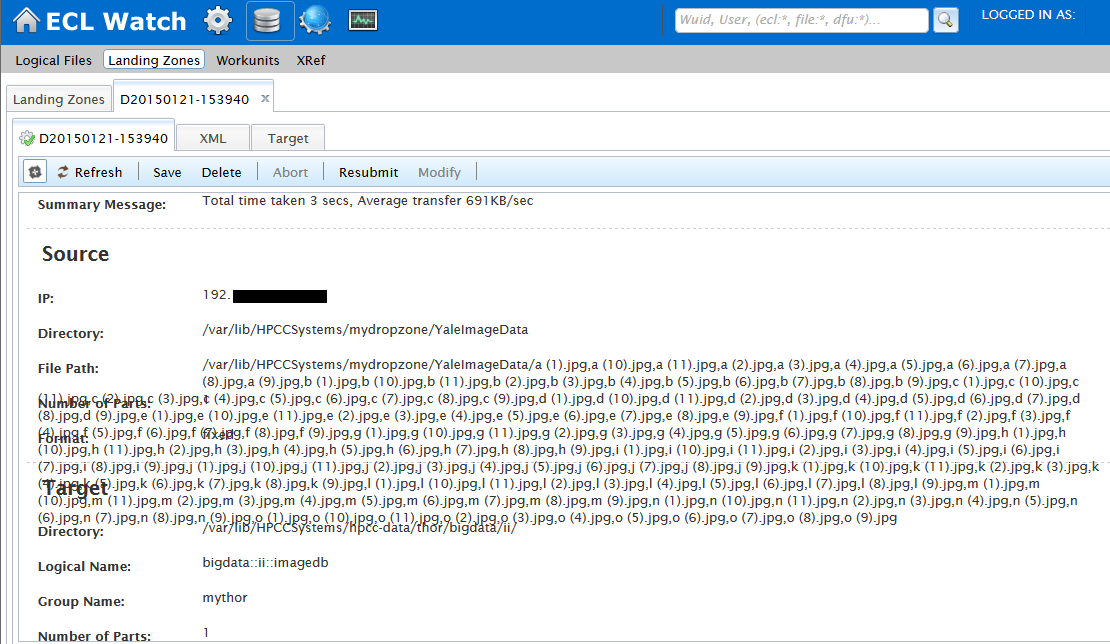 ECL Watch
Wuid, User, (ecl:*, file:*, dfu:*)...
LOGGED IN AS:
Logical Files Landing Zones Workunits XRef
Landing Zones D20150121-153940 x
D20150121-153940 XML Target
Refresh Save Delete Abort Resubmit Modify
Summary Message: Total time taken 3 secs, Average transfer 691KB/sec
Source
IP: 192.
Directory: /var/lib/HPCCSystems/mydropzone/YaleImageData
File Path: /var/lib/HPCCSystems/mydropzone/YaleImageData/a (1).jpg,a (10).jpg,a (11).jpg,a (2).jpg,a (3).jpg,a (4).jpg,a (5).jpg,a (6).jpg,a (7).jpg,a
(8).jpg,a (9).jpg,b (1).jpg,b (10).jpg,b (11).jpg,b (2).jpg,b (3).jpg,b (4).jpg,b (5).jpg,b (6).jpg,b (7).jpg,b (8).jpg,b (9).jpg,c (1).jpg,c (10).jpg,c
(11).jpg,c (2).jpg,c (3).jpg,c (4).jpg,c (5).jpg,c (6).jpg,c (7).jpg,c (8).jpg,c (9).jpg,d (1).jpg,d (10).jpg,d (11).jpg,d (2).jpg,d (3).jpg,d (4).jpg,d (5).jpg,d (6).jpg,d (7).jpg,d
Number of Parts: 1
(8).jpg,d (9).jpg,e (1).jpg,e (10).jpg,e (11).jpg,e (2).jpg,e (3).jpg,e (4).jpg,e (5).jpg,e (6).jpg,e (7).jpg,e (8).jpg,e (9).jpg,f (1).jpg,f (10).jpg,f (11).jpg,f (2).jpg,f (3).jpg,f
(4).jpg,f (5).jpg,f (6).jpg,f (7).jpg,f (8).jpg,f (9).jpg,g (1).jpg,g (10).jpg,g (11).jpg,g (2).jpg,g (3).jpg,g (4).jpg,g (5).jpg,g (6).jpg,g (7).jpg,g (8).jpg,g (9).jpg,h (1).jpg,h
Format: fixed
(10).jpg,h (11).jpg,h (2).jpg,h (3).jpg,h (4).jpg,h (5).jpg,h (6).jpg,h (7).jpg,h (8).jpg,h (9).jpg,i (1).jpg,i (10).jpg,i (11).jpg,i (2).jpg,i (3).jpg,i (4).jpg,i (5).jpg,i (6).jpg,i
(7).jpg,i (8).jpg,i (9).jpg,j (1).jpg,j (10).jpg,j (11).jpg,j (2).jpg,j (3).jpg,j (4).jpg,j (5).jpg,j (6).jpg,j (7).jpg,j (8).jpg,j (9).jpg,k (1).jpg,k (10).jpg,k (11).jpg,k (2).jpg,k (3).jpg,k
(4).jpg,k (5).jpg,k (6).jpg,k (7).jpg,k (8).jpg,k (9).jpg,l (1).jpg,l (10).jpg,l (11).jpg,l (2).jpg,l (3).jpg,l (4).jpg,l (5).jpg,l (6).jpg,l (7).jpg,l (8).jpg,l (9).jpg,m (1).jpg,m
Target
(10).jpg,m (11).jpg,m (2).jpg,m (3).jpg,m (4).jpg,m (5).jpg,m (6).jpg,m (7).jpg,m (8).jpg,m (9).jpg,n (1).jpg,n (10).jpg,n (11).jpg,n (2).jpg,n (3).jpg,n (4).jpg,n (5).jpg,n
(6).jpg,n (7).jpg,n (8).jpg,n (9).jpg,o (1).jpg,o (10).jpg,o (11).jpg,o (2).jpg,o (3).jpg,o (4).jpg,o (5).jpg,o (6).jpg,o (7).jpg,o (8).jpg,o (9).jpg
Directory: /var/lib/HPCCSystems/hpcc-data/thor/bigdata/ii/
Logical Name: bigdata::ii::imagedb
Group Name: mythor
Number of Parts: 1